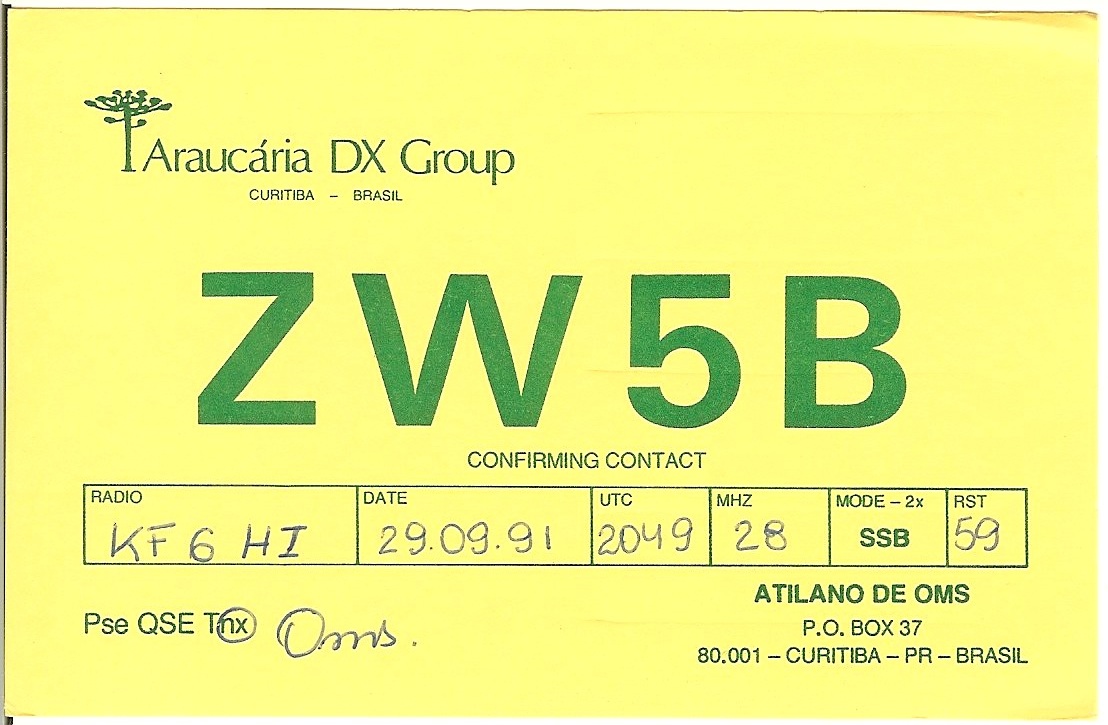 Araucária DX Group
CURITIBA – BRASIL
ZW5B
CONFIRMING CONTACT
RADIO DATE UTC MHZ MODE – 2x RST
KF6HI 29.09.91 2049 28 SSB 59
ATILANO DE OMS
Pse QSE Tnx Oms.
P.O. BOX 37
80.001 – CURITIBA – PR – BRASIL